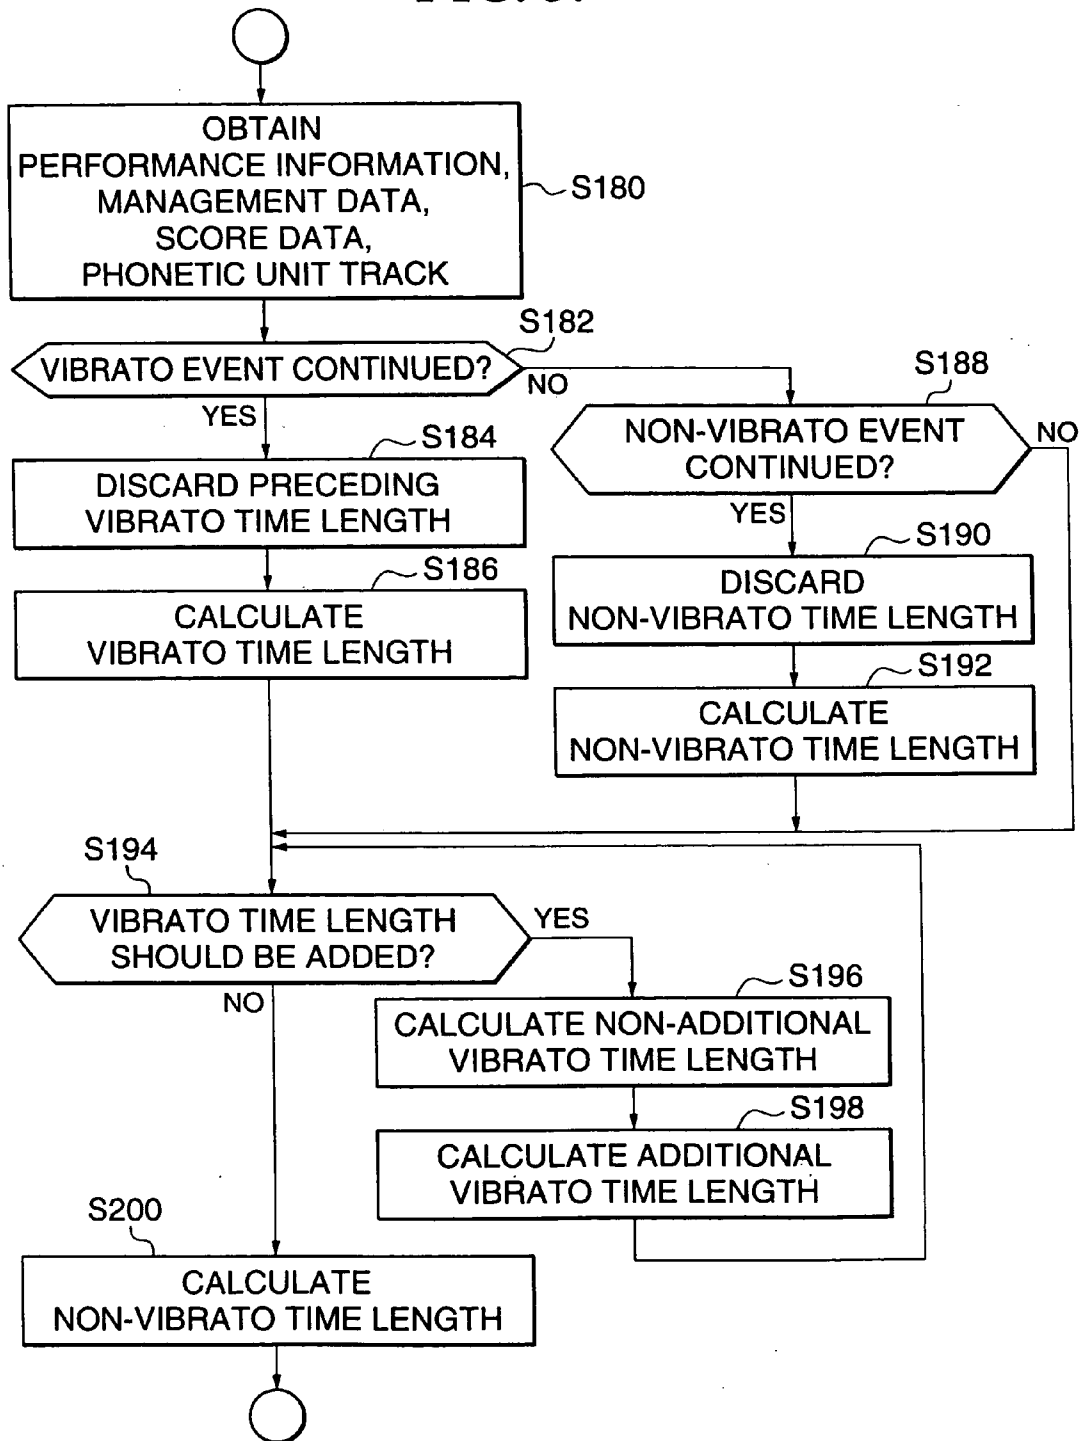 OBTAIN
PERFORMANCE INFORMATION,
MANAGEMENT DATA,
SCORE DATA,
PHONETIC UNIT TRACK
S180
S182
VIBRATO EVENT CONTINUED?
NO
YES
S188
NON-VIBRATO EVENT
CONTINUED?
NO
YES
S184
DISCARD PRECEDING
VIBRATO TIME LENGTH
S186
CALCULATE
VIBRATO TIME LENGTH
S190
DISCARD
NON-VIBRATO TIME LENGTH
S192
CALCULATE
NON-VIBRATO TIME LENGTH
S194
VIBRATO TIME LENGTH
SHOULD BE ADDED?
YES
NO
S196
CALCULATE NON-ADDITIONAL
VIBRATO TIME LENGTH
S198
CALCULATE ADDITIONAL
VIBRATO TIME LENGTH
S200
CALCULATE
NON-VIBRATO TIME LENGTH